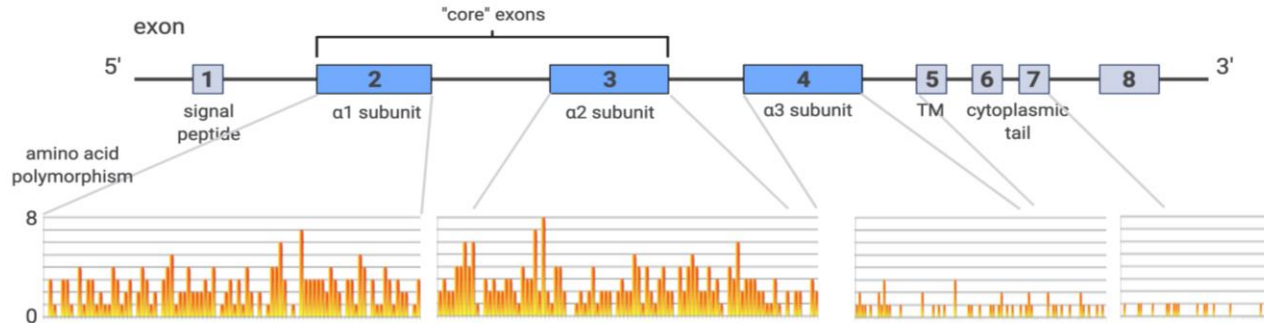 "core" exons
exon
5'
1
2
3
4
5
6
7
8
3'
signal
peptide
α1 subunit
α2 subunit
α3 subunit
TM
cytoplasmic
tail
amino acid
polymorphism
8
0